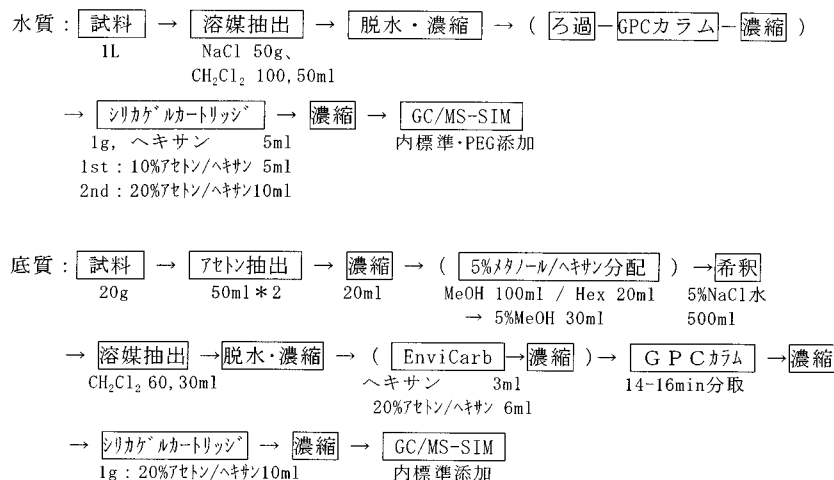 水質：試料 → 溶媒抽出 → 脱水・濃縮 → ( ろ過－GPCカラム－濃縮 )
1L NaCl 50g、
CH₂Cl₂ 100,50ml
→ ｼﾘｶｹﾞﾙｶｰﾄﾘｯｼﾞ → 濃縮 → GC/MS-SIM
1g, ヘキサン 5ml 内標準・PEG添加
1st：10%ｱｾﾄﾝ/ﾍｷｻﾝ 5ml
2nd：20%ｱｾﾄﾝ/ﾍｷｻﾝ10ml
底質：試料 → ｱｾﾄﾝ抽出 → 濃縮 → ( 5%ﾒﾀﾉｰﾙ/ﾍｷｻﾝ分配 ) →希釈
20g 50ml＊2 20ml MeOH 100ml / Hex 20ml 5%NaCl水
→ 5%MeOH 30ml 500ml
→ 溶媒抽出 →脱水・濃縮 → ( EnviCarb →濃縮 )→ ＧＰＣｶﾗﾑ →濃縮
CH₂Cl₂ 60,30ml ヘキサン 3ml 14-16min分取
20%ｱｾﾄﾝ/ﾍｷｻﾝ 6ml
→ ｼﾘｶｹﾞﾙｶｰﾄﾘｯｼﾞ → 濃縮 → GC/MS-SIM
1g：20%ｱｾﾄﾝ/ﾍｷｻﾝ10ml 内標準添加